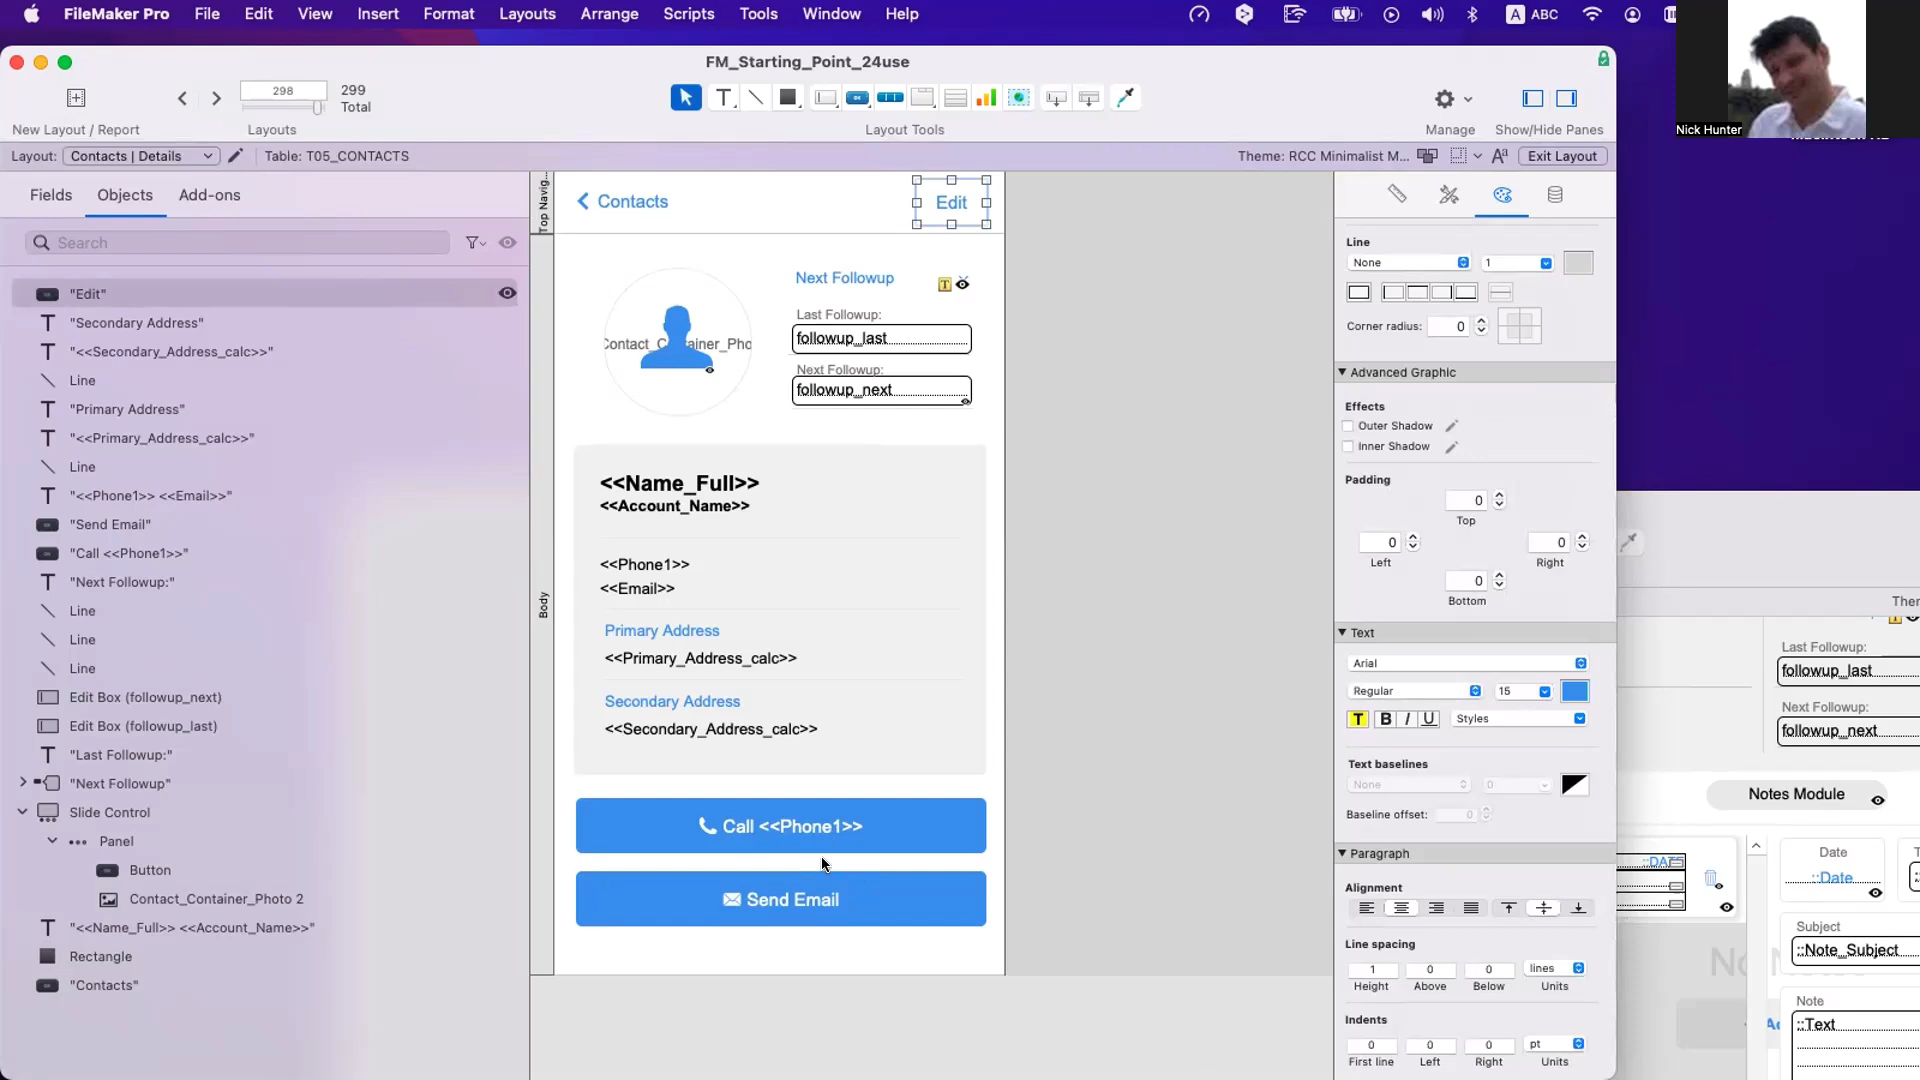 FileMaker Pro File Edit View Insert Format Layouts Arrange Scripts Tools Window Help
A ABC
FM_Starting_Point_24use
298
299
Total
New Layout / Report
Layouts
Layout Tools
Manage
Show/Hide Panes
Nick Hunter
Layout: Contacts | Details
Table: T05_CONTACTS
Theme: RCC Minimalist M...
Aa
Exit Layout
Fields
Objects
Add-ons
Search
"Edit"
"Secondary Address"
"<<Secondary_Address_calc>>"
Line
"Primary Address"
"<<Primary_Address_calc>>"
Line
"<<Phone1>> <<Email>>"
"Send Email"
"Call <<Phone1>>"
"Next Followup:"
Line
Line
Line
Edit Box (followup_next)
Edit Box (followup_last)
"Last Followup:"
"Next Followup"
Slide Control
Panel
Button
Contact_Container_Photo 2
"<<Name_Full>> <<Account_Name>>"
Rectangle
"Contacts"
Top Navig...
Body
Contacts
Edit
Next Followup
T
Last Followup:
followup_last
Next Followup:
followup_next
<<Name_Full>>
<<Account_Name>>
<<Phone1>>
<<Email>>
Primary Address
<<Primary_Address_calc>>
Secondary Address
<<Secondary_Address_calc>>
Call <<Phone1>>
Send Email
Line
None
1
Corner radius:
0
Advanced Graphic
Effects
Outer Shadow
Inner Shadow
Padding
0
Top
0
Left
0
Right
0
Bottom
Text
Arial
Regular
15
T B I U
Styles
Text baselines
None
0
Baseline offset:
0
Paragraph
Alignment
Line spacing
1 0 0 lines
Height Above Below Units
Indents
0 0 0 pt
First line Left Right Units
Last Followup:
followup_last
Next Followup:
followup_next
Notes Module
Date
::Date
Subject
::Note_Subject
Note
::Text